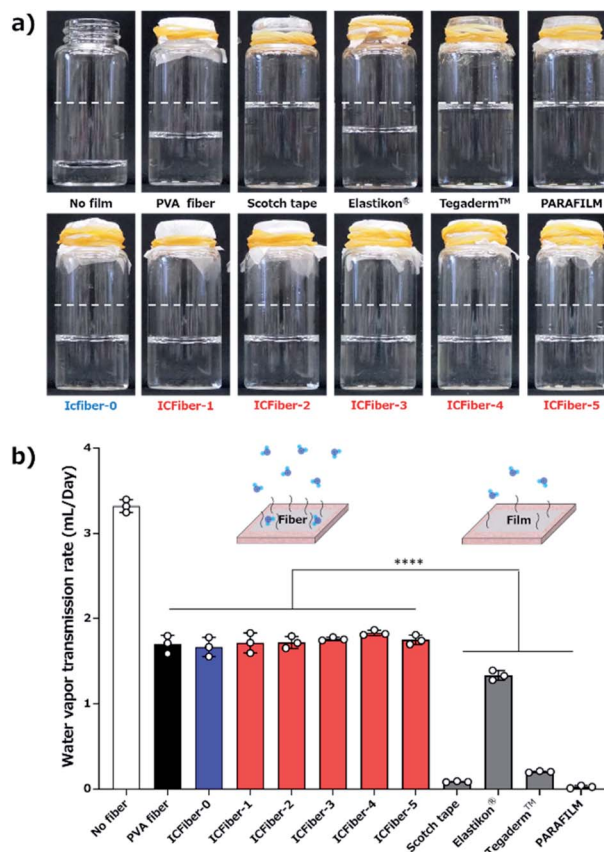 a)
No film PVA fiber Scotch tape Elastikon® Tegaderm™ PARAFILM
Icfiber-0 ICFiber-1 ICFiber-2 ICFiber-3 ICFiber-4 ICFiber-5
b)
Water vapor transmission rate (mL/Day)
4
3
2
1
0
Fiber
Film
****
No fiber
PVA fiber
ICFiber-0
ICFiber-1
ICFiber-2
ICFiber-3
ICFiber-4
ICFiber-5
Scotch tape
Elastikon®
Tegaderm™
PARAFILM